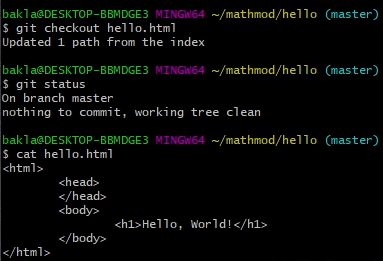 bakla@DESKTOP-BBMDGE3 MINGW64 ~/mathmod/hello (master)
$ git checkout hello.html
Updated 1 path from the index

bakla@DESKTOP-BBMDGE3 MINGW64 ~/mathmod/hello (master)
$ git status
On branch master
nothing to commit, working tree clean

bakla@DESKTOP-BBMDGE3 MINGW64 ~/mathmod/hello (master)
$ cat hello.html
<html>
        <head>
        </head>
        <body>
                <h1>Hello, World!</h1>
        </body>
</html>